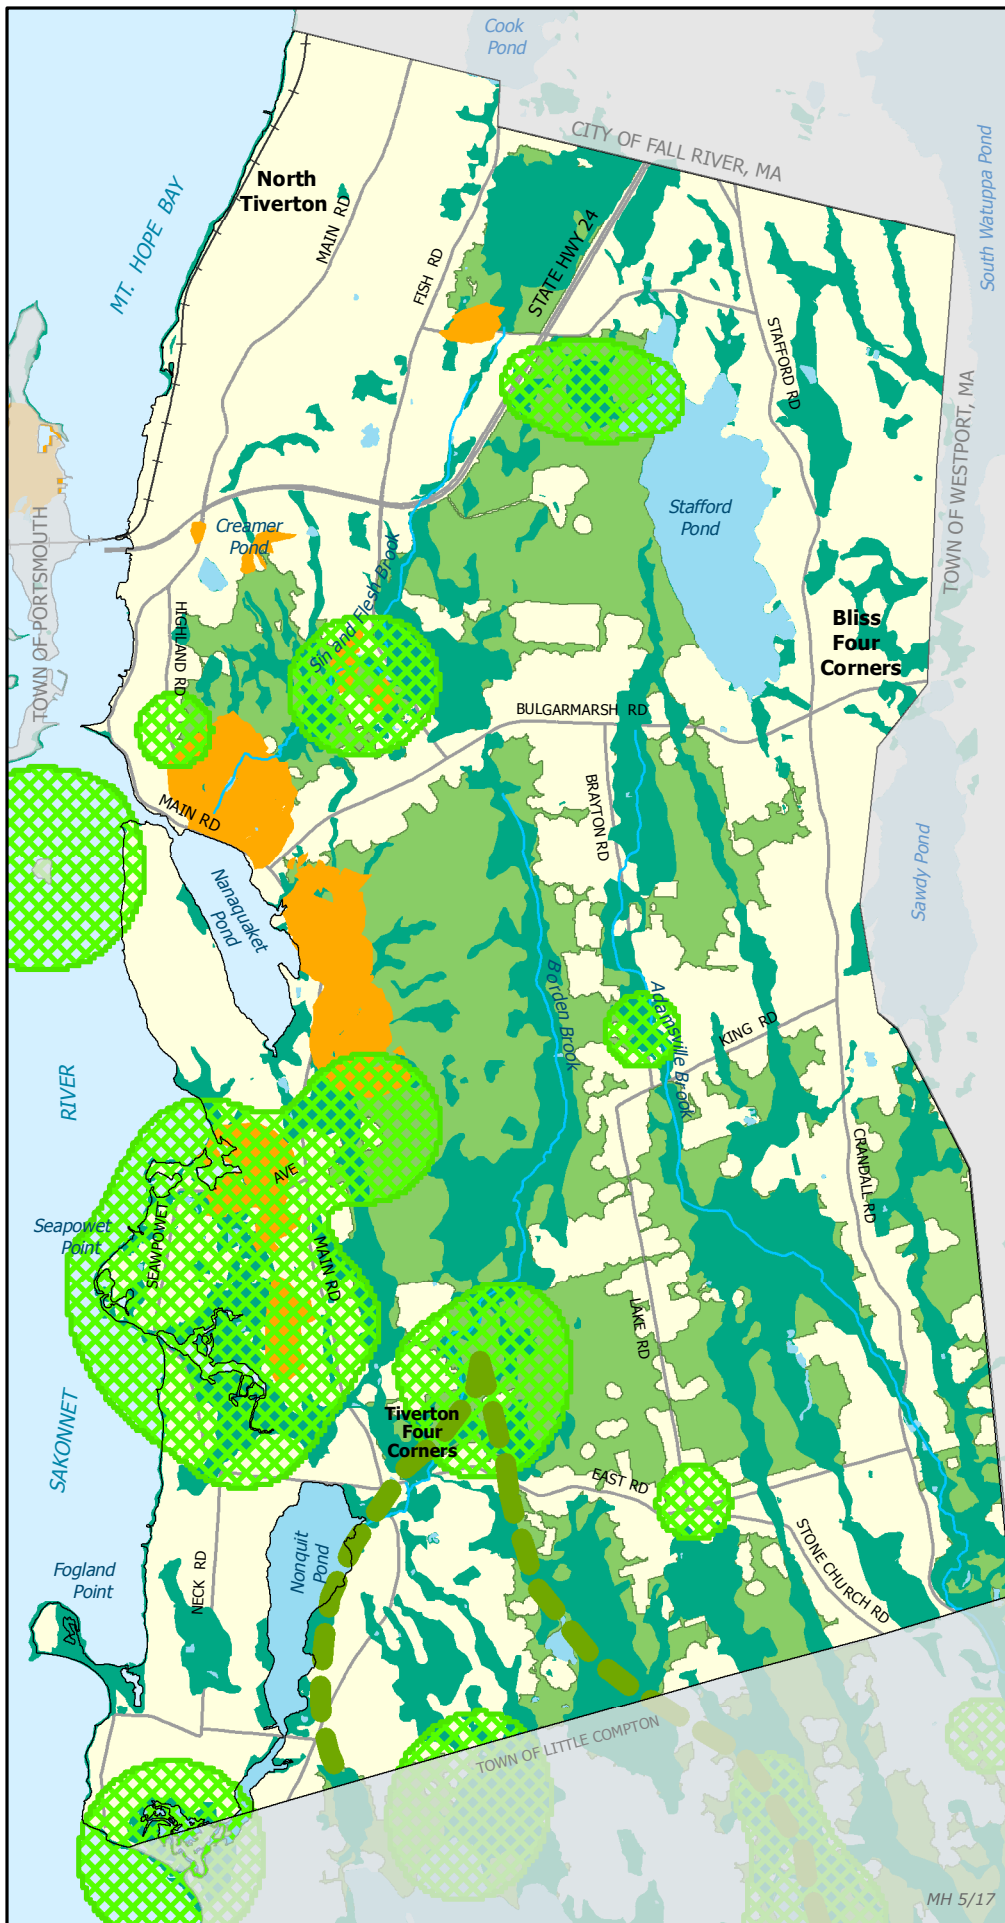 Cook
Pond
CITY OF FALL RIVER, MA
South Watuppa Pond
North
Tiverton
MAIN RD
MT. HOPE BAY
FISH RD
STATE HWY 24
STAFFORD RD
TOWN OF WESTPORT, MA
Stafford
Pond
Creamer
Pond
TOWN OF PORTSMOUTH
Sin and Flesh Brook
HIGHLAND RD
Bliss
Four
Corners
BULGARMARSH RD
BRAYTON RD
MAIN RD
Nanaquaket
Pond
Sawdy Pond
Borden Brook
Adamsville Brook
KING RD
RIVER
CRANDALL RD
AVE
SEAWPOWET
Seapowet
Point
MAIN RD
LAKE RD
SAKONNET
Tiverton
Four
Corners
EAST RD
STONE CHURCH RD
Nonquit
Pond
NECK RD
Fogland
Point
TOWN OF LITTLE COMPTON
MH 5/17